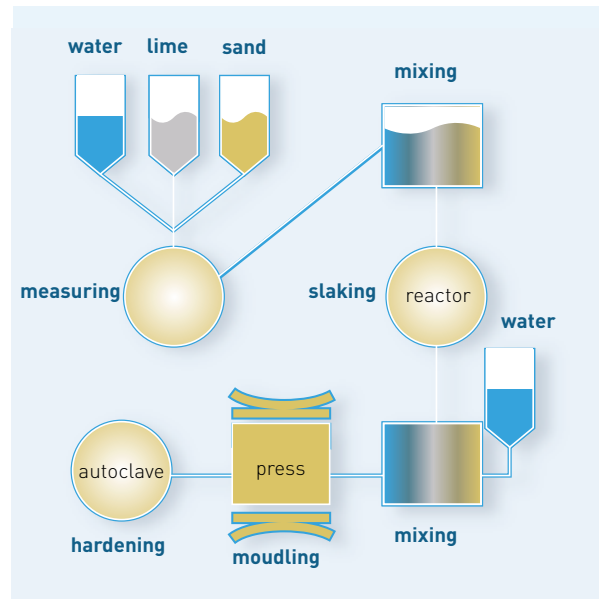 water
lime
sand
mixing
measuring
slaking
reactor
water
autoclave
press
hardening
moudling
mixing